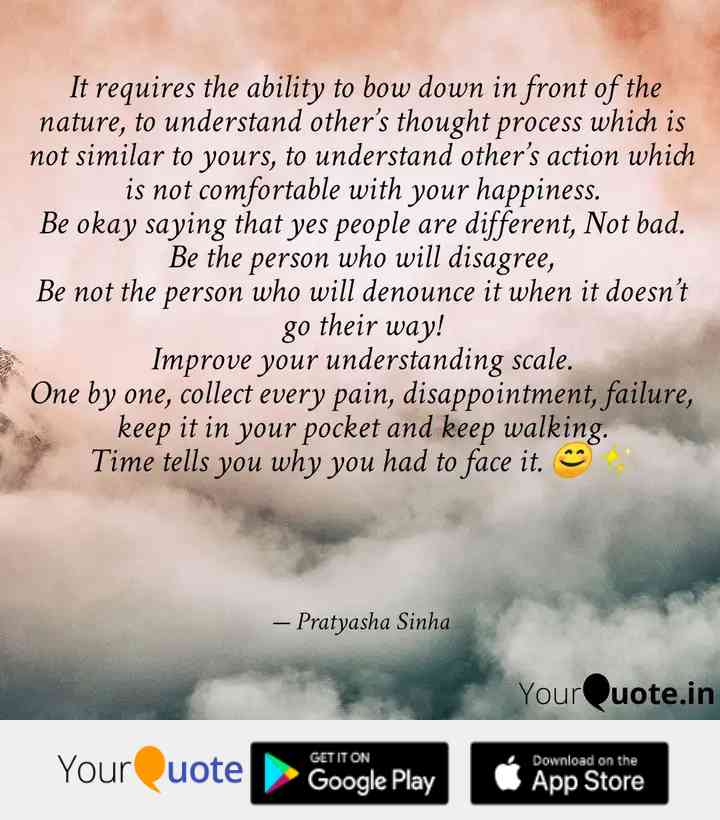 It requires the ability to bow down in front of the
nature, to understand other's thought process which is
not similar to yours, to understand other's action which
is not comfortable with your happiness.
Be okay saying that yes people are different, Not bad.
Be the person who will disagree,
Be not the person who will denounce it when it doesn't
go their way!
Improve your understanding scale.
One by one, collect every pain, disappointment, failure,
keep it in your pocket and keep walking.
Time tells you why you had to face it. 😊 ✨
— Pratyasha Sinha
YourQuote.in
YourQuote
GET IT ON
Google Play
Download on the
App Store